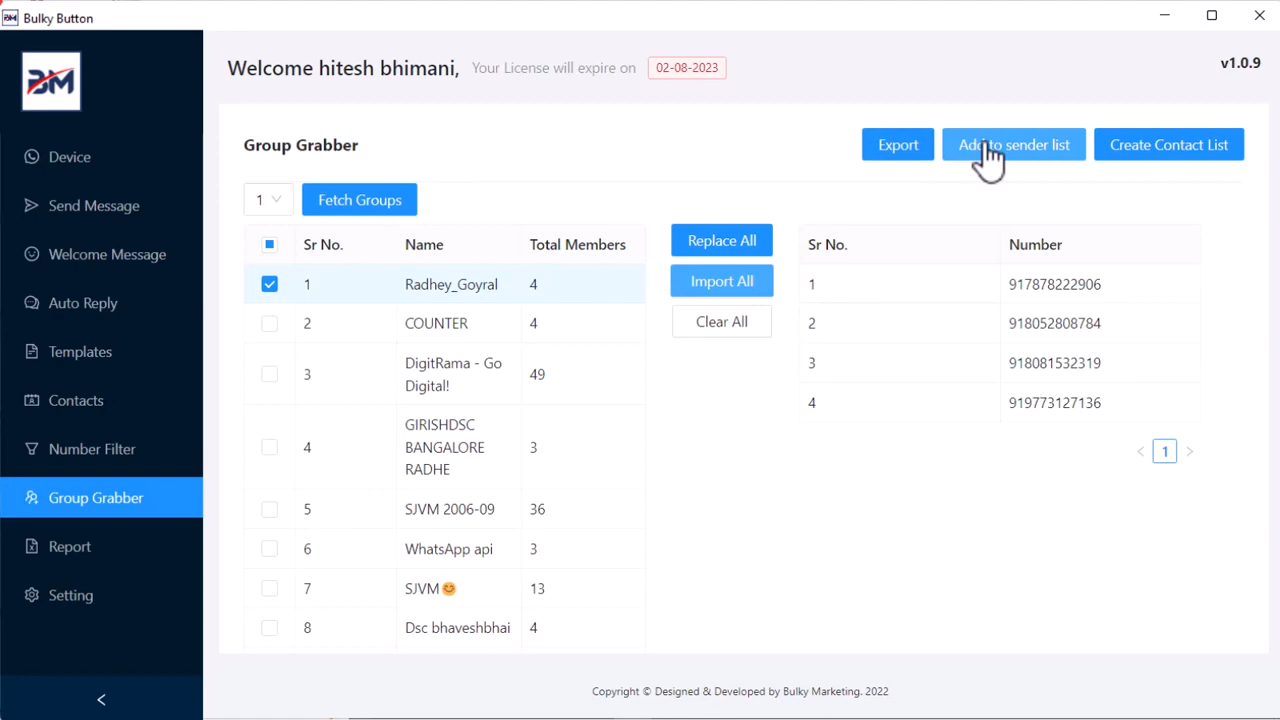 BM Bulky Button
BM
Welcome hitesh bhimani, Your License will expire on 02-08-2023
v1.0.9
Device
Send Message
Welcome Message
Auto Reply
Templates
Contacts
Number Filter
Group Grabber
Report
Setting
Group Grabber
Export
Add to sender list
Create Contact List
1
Fetch Groups
Sr No. Name Total Members
1 Radhey_Goyral 4
2 COUNTER 4
3 DigitRama - Go
Digital! 49
4 GIRISHDSC
BANGALORE
RADHE 3
5 SJVM 2006-09 36
6 WhatsApp api 3
7 SJVM😊 13
8 Dsc bhaveshbhai 4
Replace All
Import All
Clear All
Sr No. Number
1 917878222906
2 918052808784
3 918081532319
4 919773127136
< 1 >
<
Copyright © Designed & Developed by Bulky Marketing. 2022